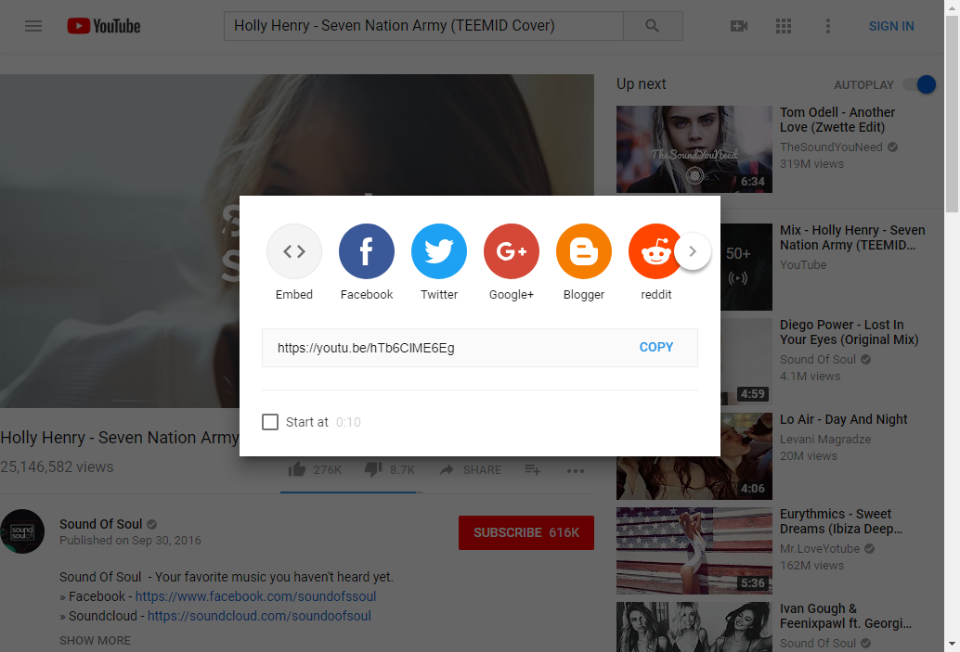 YouTube
Holly Henry - Seven Nation Army (TEEMID Cover)
SIGN IN
Up next
AUTOPLAY
TheSoundYouNeed
6:34
Tom Odell - Another
Love (Zwette Edit)
TheSoundYouNeed
319M views
50+
Mix - Holly Henry - Seven
Nation Army (TEEMID...
YouTube
4:59
Diego Power - Lost In
Your Eyes (Original Mix)
Sound Of Soul
4.1M views
4:06
Lo Air - Day And Night
Levani Magradze
20M views
5:36
Eurythmics - Sweet
Dreams (Ibiza Deep...
Mr.LoveYotube
162M views
Ivan Gough &
Feenixpawl ft. Georgi...
Sound Of Soul
Embed
Facebook
Twitter
Google+
Blogger
reddit
https://youtu.be/hTb6CIME6Eg
COPY
Start at 0:10
Holly Henry - Seven Nation Army
25,146,582 views
276K
8.7K
SHARE
sound
soul
Sound Of Soul
Published on Sep 30, 2016
SUBSCRIBE 616K
Sound Of Soul - Your favorite music you haven't heard yet.
» Facebook - https://www.facebook.com/soundofssoul
» Soundcloud - https://soundcloud.com/soundoofsoul
SHOW MORE